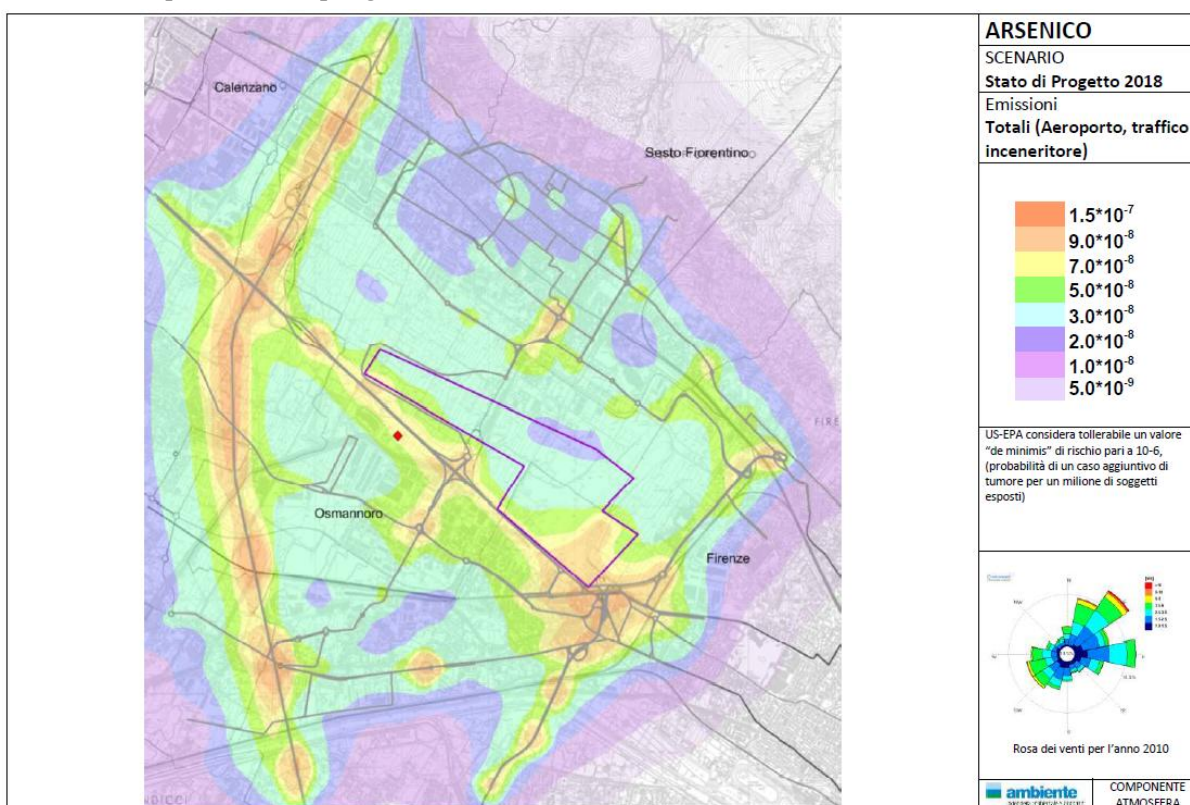 Calenzano
Sesto Fiorentino
Osmannoro
Firenze
FIRE
NDICCI
ARSENICO
SCENARIO
Stato di Progetto 2018
Emissioni
Totali (Aeroporto, traffico
inceneritore)
1.5*10-7
9.0*10-8
7.0*10-8
5.0*10-8
3.0*10-8
2.0*10-8
1.0*10-8
5.0*10-9
US-EPA considera tollerabile un valore
"de minimis" di rischio pari a 10-6,
(probabilità di un caso aggiuntivo di
tumore per un milione di soggetti
esposti)
Rosa dei venti per l'anno 2010
ambiente
COMPONENTE
ATMOSFERA